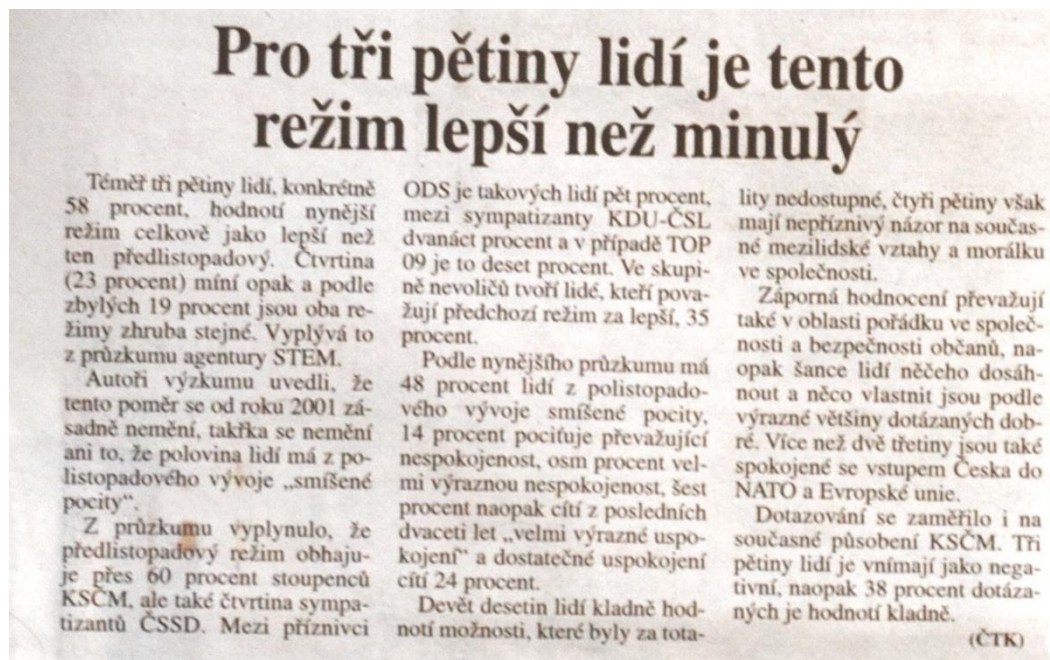 Pro tři pětiny lidí je tento
režim lepší než minulý
Téměř tři pětiny lidí, konkrétně
58 procent, hodnotí nynější
režim celkově jako lepší než
ten předlistopadový. Čtvrtina
(23 procent) míní opak a podle
zbylých 19 procent jsou oba re-
žimy zhruba stejné. Vyplývá to
z průzkumu agentury STEM.
Autoři výzkumu uvedli, že
tento poměr se od roku 2001 zá-
sadně nemění, takřka se nemění
ani to, že polovina lidí má z po-
listopadového vývoje „smíšené
pocity“.
Z průzkumu vyplynulo, že
předlistopadový režim obhaju-
je přes 60 procent stoupenců
KSČM, ale také čtvrtina sympa-
tizantů ČSSD. Mezi příznivci
ODS je takových lidí pět procent,
mezi sympatizanty KDU-ČSL
dvanáct procent a v případě TOP
09 je to deset procent. Ve skupi-
ně nevoličů tvoří lidé, kteří pova-
žují předchozí režim za lepší, 35
procent.
Podle nynějšího průzkumu má
48 procent lidí z polistopado-
vého vývoje smíšené pocity,
14 procent pociťuje převažující
nespokojenost, osm procent vel-
mi výraznou nespokojenost, šest
procent naopak cítí z posledních
dvaceti let „velmi výrazné uspo-
kojení“ a dostatečné uspokojení
cítí 24 procent.
Devět desetin lidí kladně hod-
notí možnosti, které byly za tota-
lity nedostupné, čtyři pětiny však
mají nepříznivý názor na součas-
né mezilidské vztahy a morálku
ve společnosti.
Záporná hodnocení převažují
také v oblasti pořádku ve společ-
nosti a bezpečnosti občanů, na-
opak šance lidí něčeho dosáh-
nout a něco vlastnit jsou podle
výrazné většiny dotázaných dob-
ré. Více než dvě třetiny jsou také
spokojené se vstupem Česka do
NATO a Evropské unie.
Dotazování se zaměřilo i na
současné působení KSČM. Tři
pětiny lidí je vnímají jako nega-
tivní, naopak 38 procent dotáza-
ných je hodnotí kladně.
(ČTK)